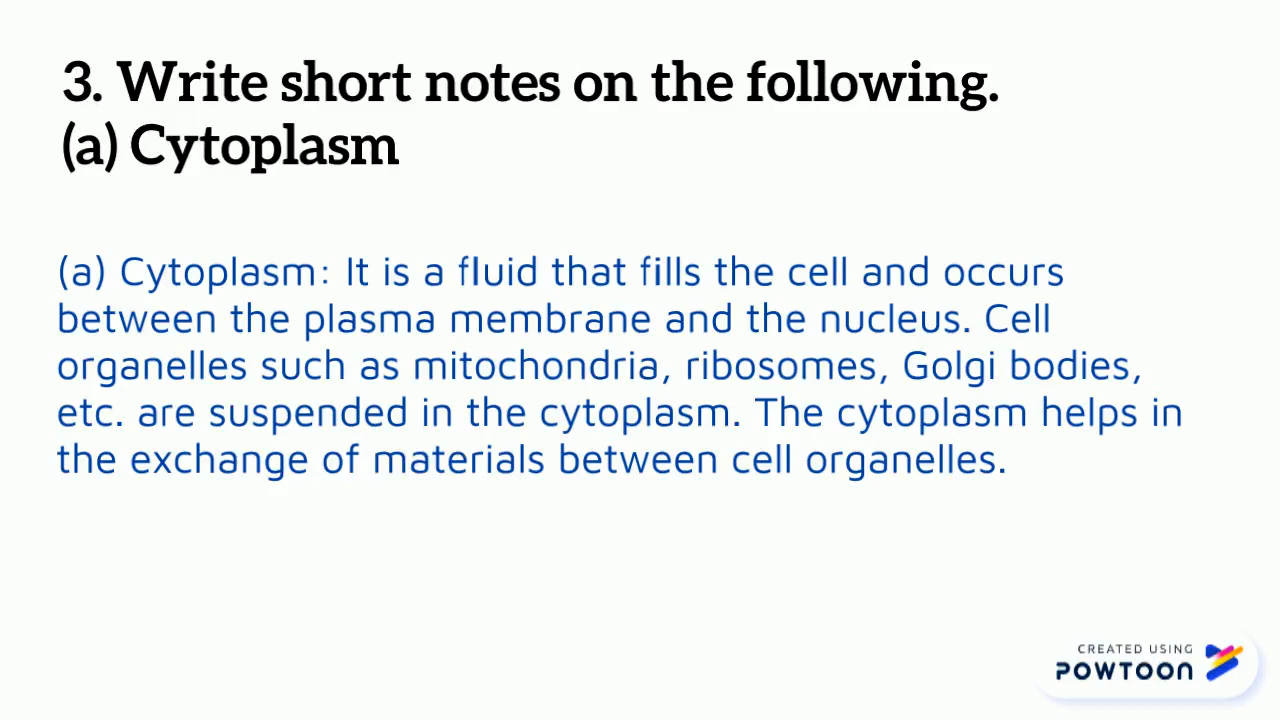 3. Write short notes on the following.
(a) Cytoplasm
(a) Cytoplasm: It is a fluid that fills the cell and occurs
between the plasma membrane and the nucleus. Cell
organelles such as mitochondria, ribosomes, Golgi bodies,
etc. are suspended in the cytoplasm. The cytoplasm helps in
the exchange of materials between cell organelles.
CREATED USING
POWTOON